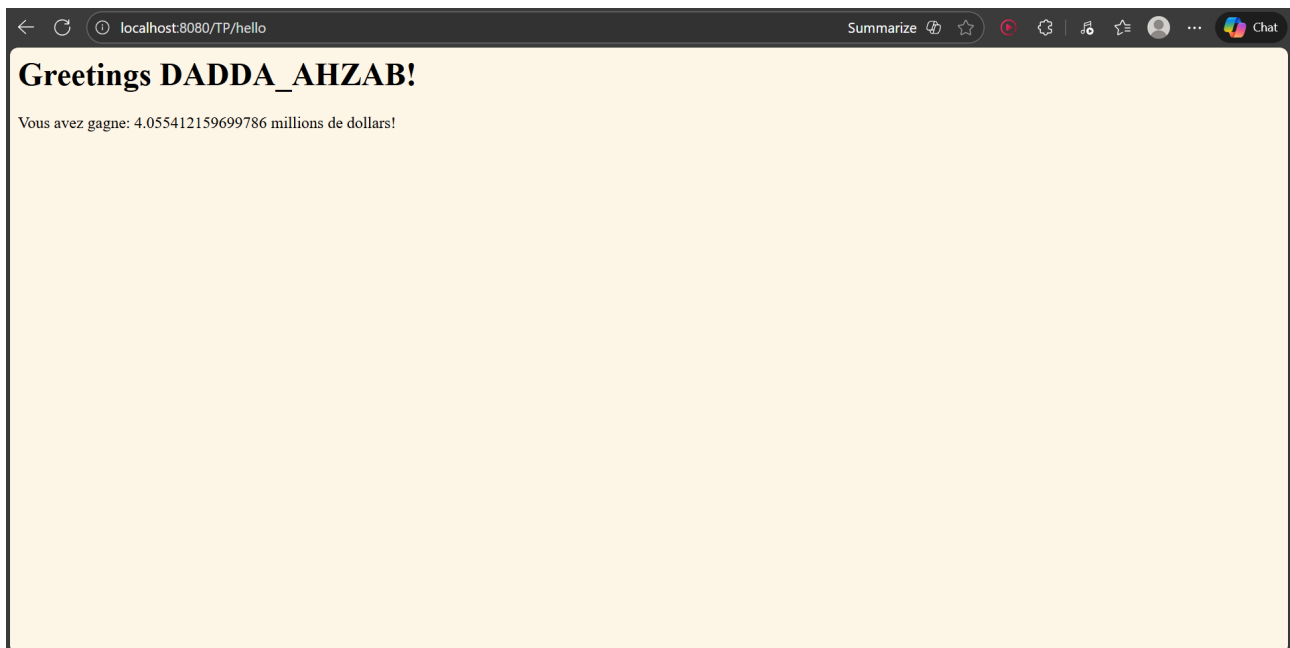 localhost:8080/TP/hello Summarize Chat
Greetings DADDA_AHZAB!
Vous avez gagne: 4.055412159699786 millions de dollars!